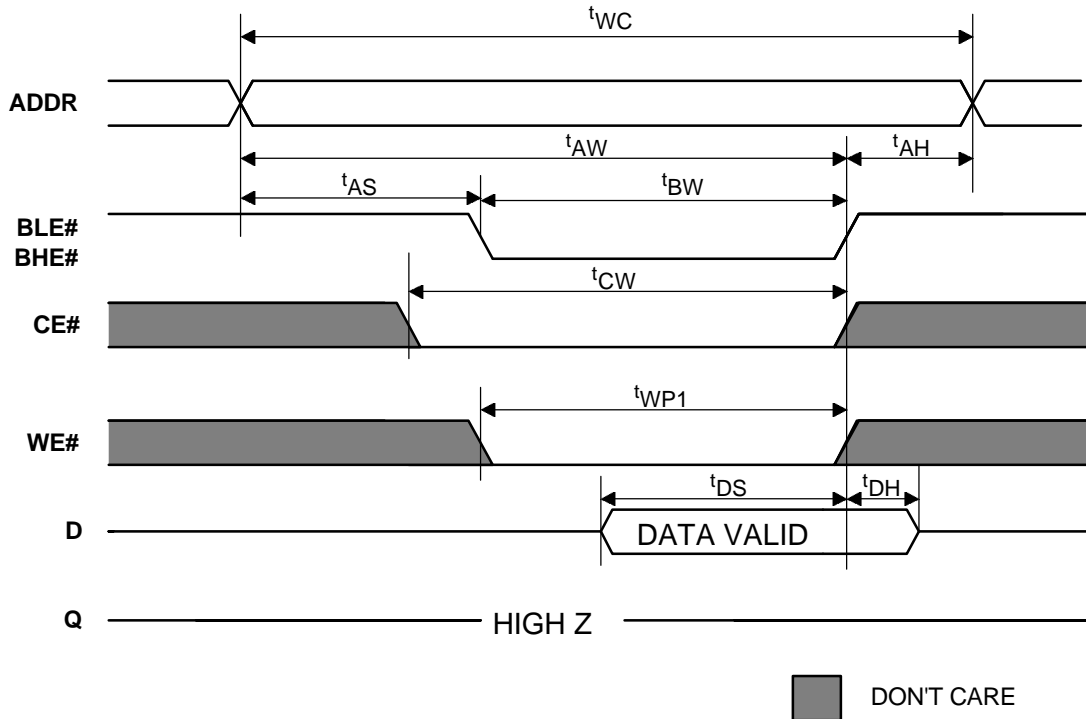 tWC
ADDR
tAW
tAH
tAS
tBW
BLE#
BHE#
tCW
CE#
tWP1
WE#
tDS
tDH
D
DATA VALID
Q
HIGH Z
DON'T CARE